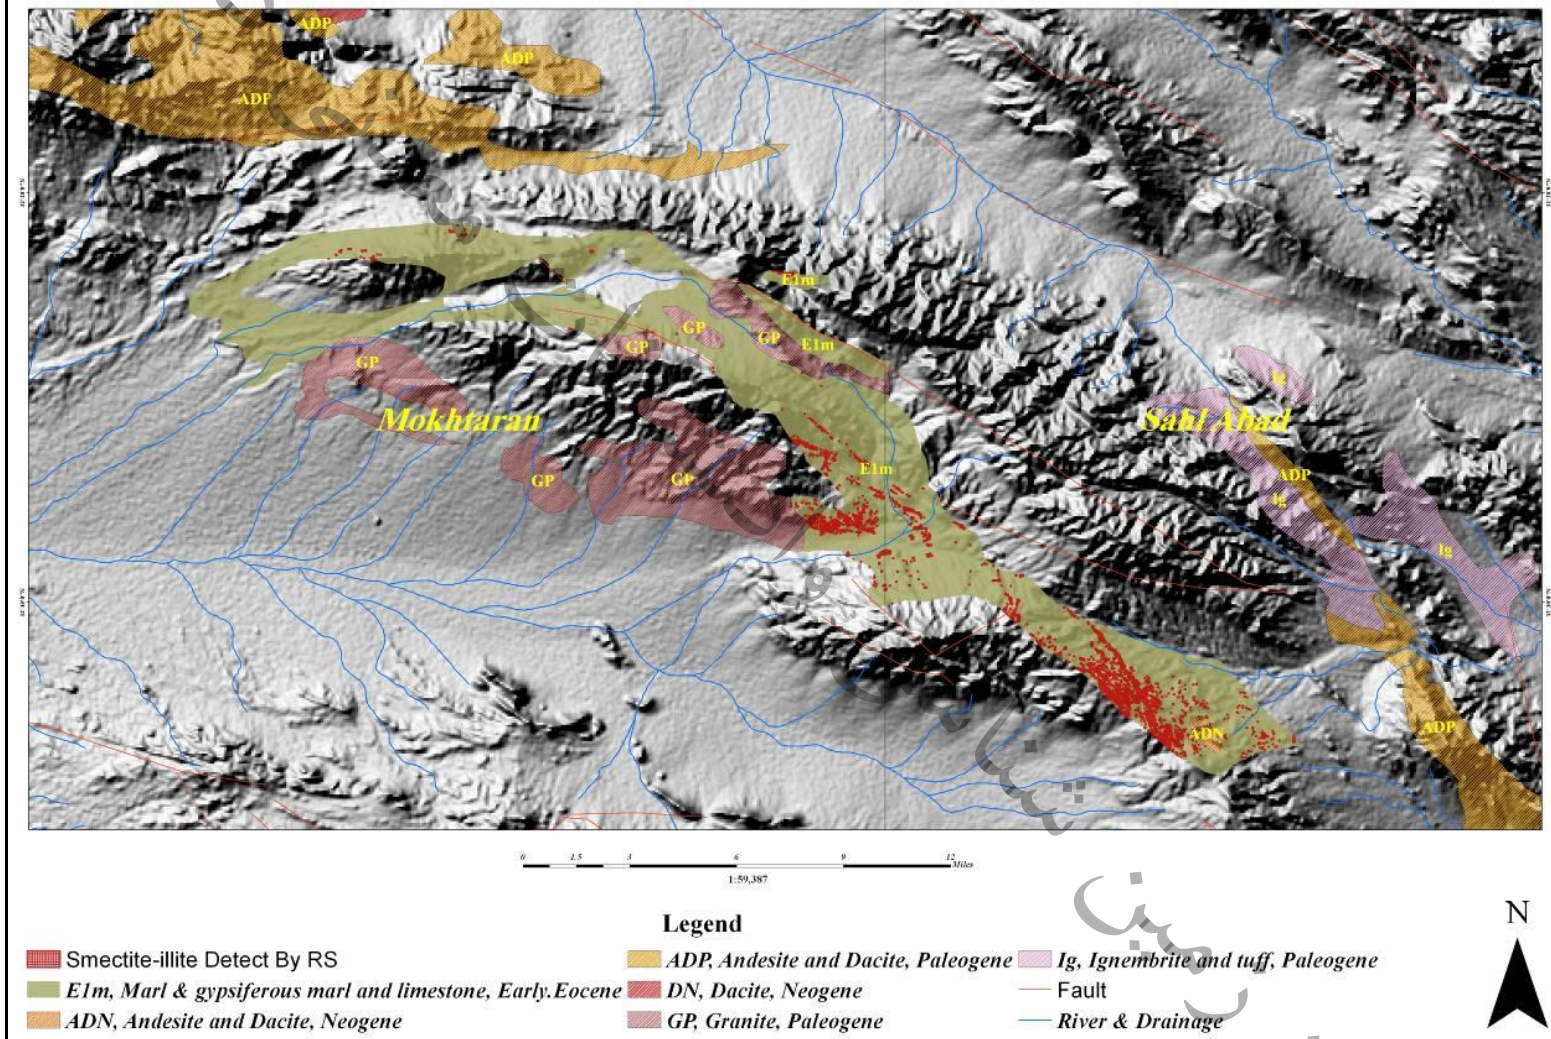 ADP
ADP
ADP
E1m
GP
GP
GP
E1m
GP
Ig
Mokhtaran
Sahl Abad
E1m
ADP
GP
GP
Ig
Ig
ADN
ADP
0 1.5 3 6 9 12 Miles
1:59,387
N
Legend
Smectite-illite Detect By RS
E1m, Marl & gypsiferous marl and limestone, Early.Eocene
ADN, Andesite and Dacite, Neogene
ADP, Andesite and Dacite, Paleogene
DN, Dacite, Neogene
GP, Granite, Paleogene
Ig, Ignembrite and tuff, Paleogene
Fault
River & Drainage